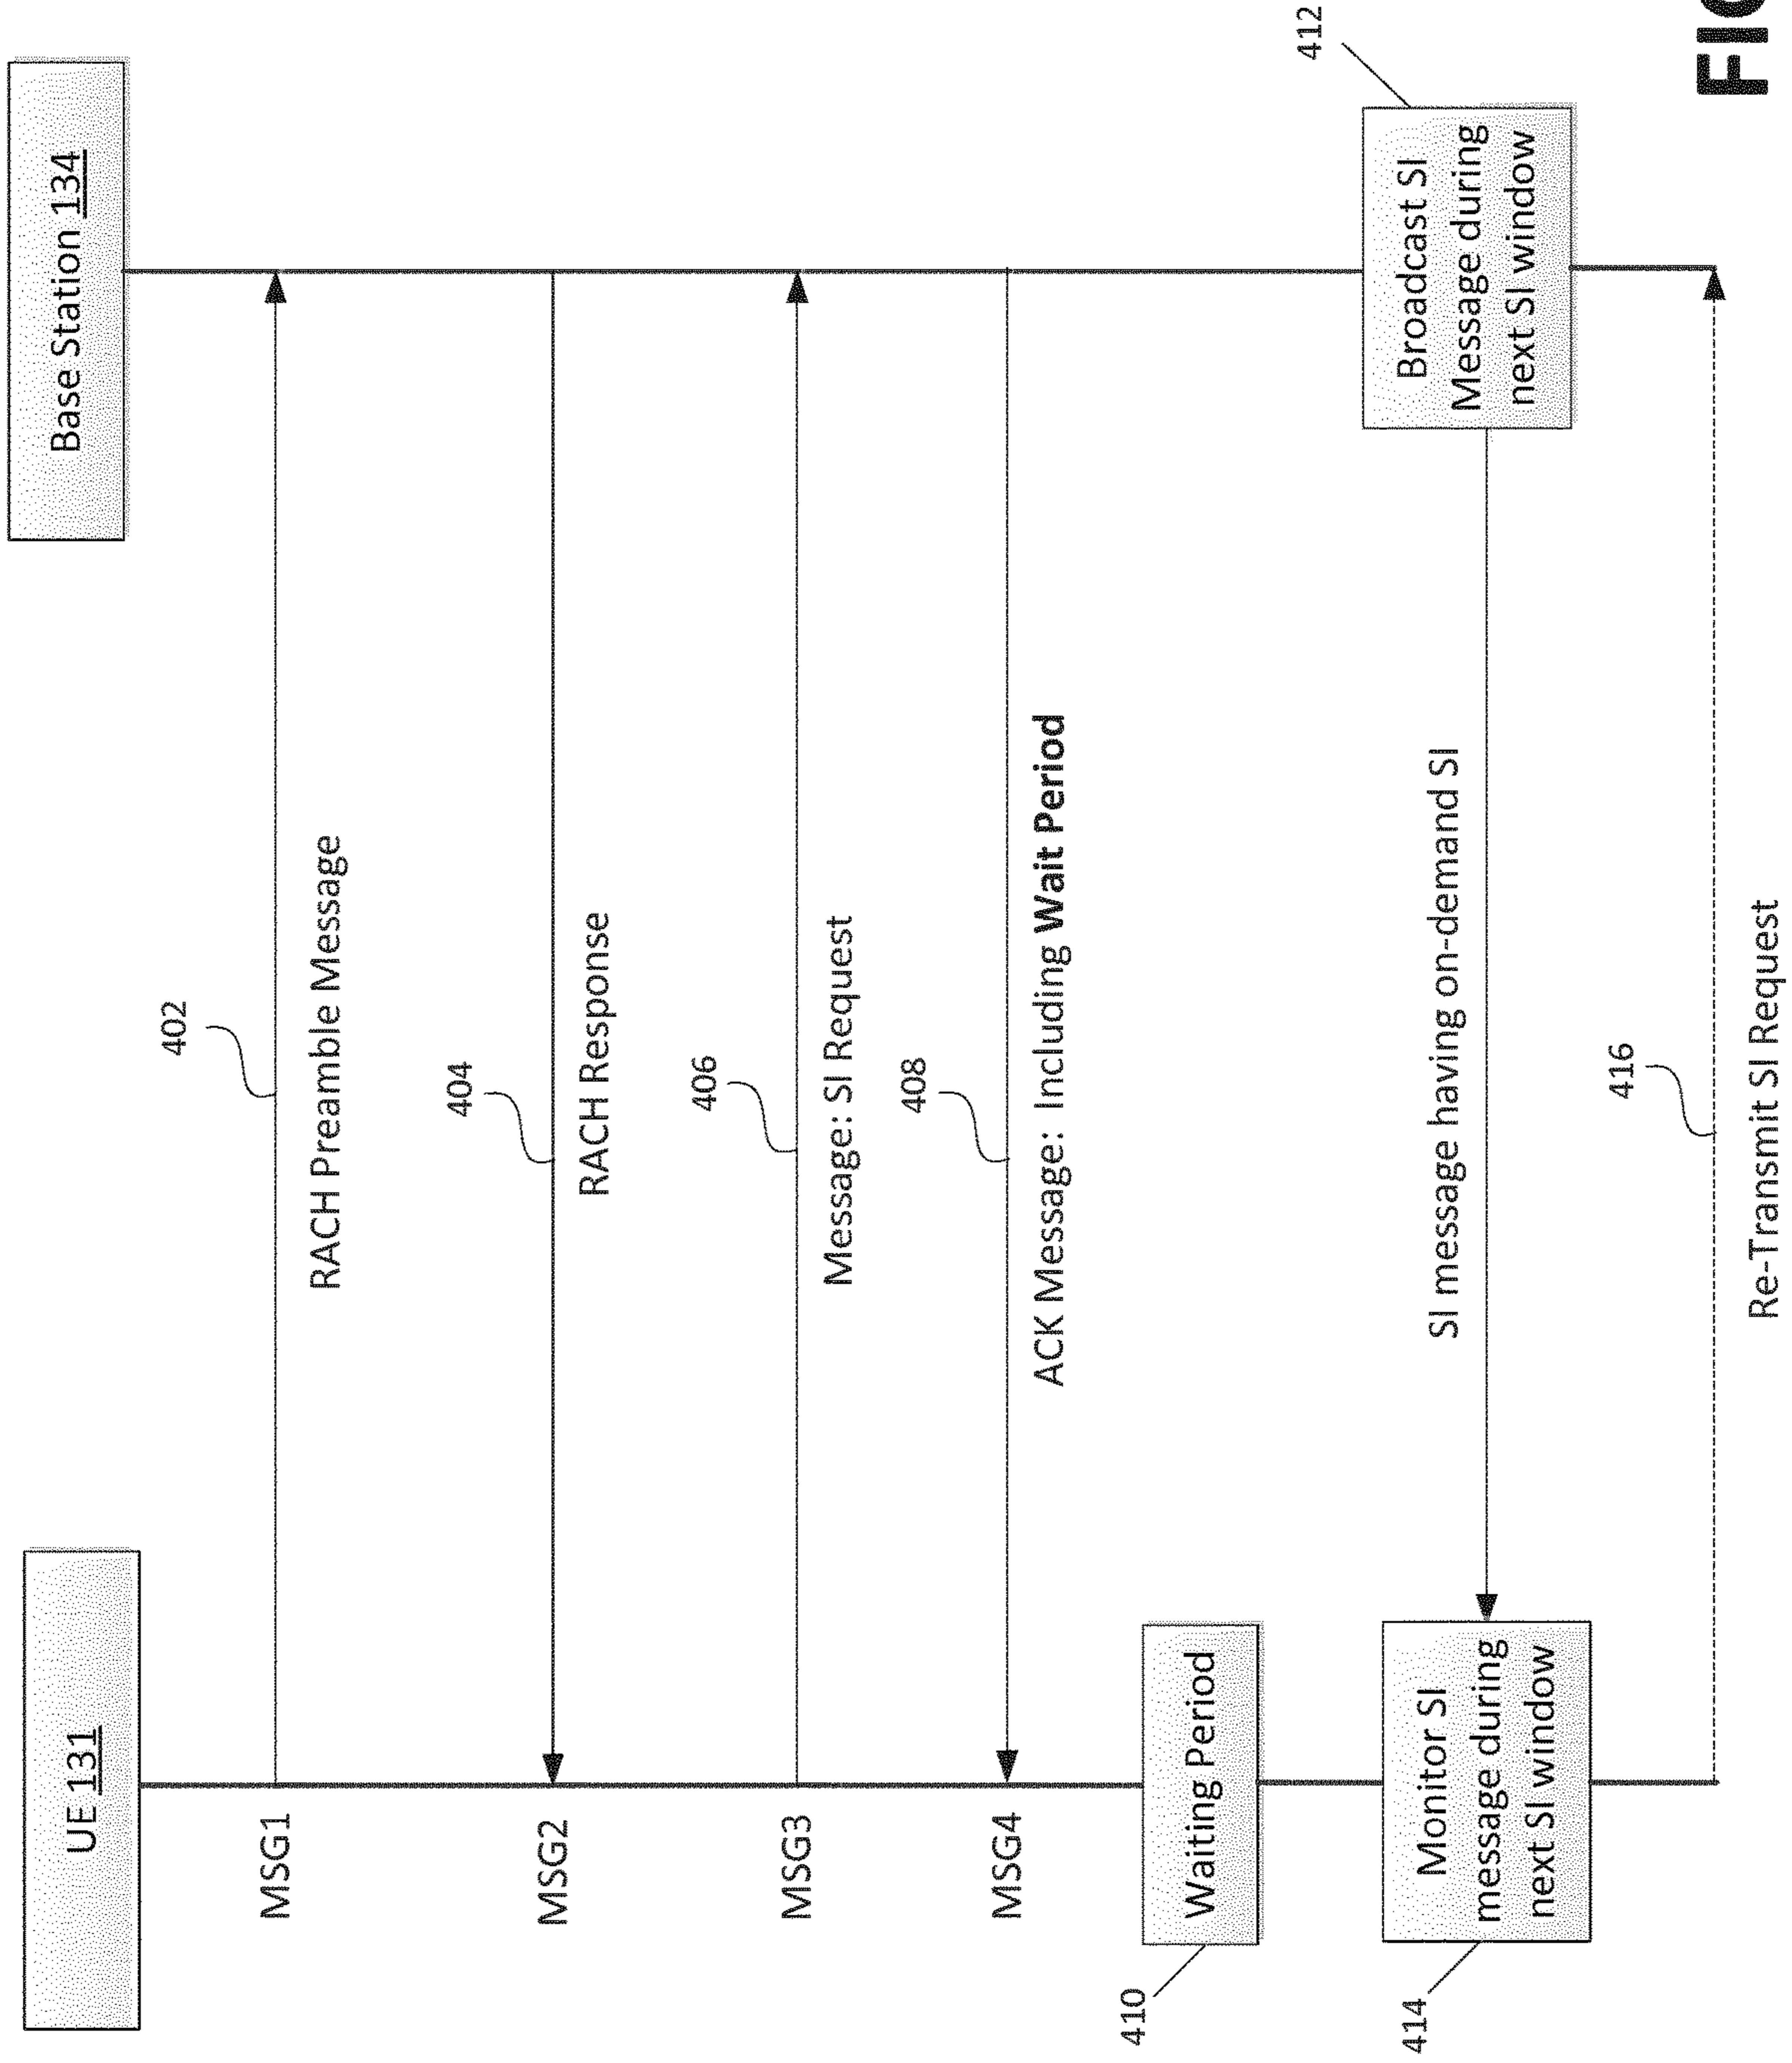 UE 131
Base Station 134
402
MSG1
RACH Preamble Message
404
MSG2
RACH Response
406
MSG3
Message: SI Request
408
MSG4
ACK Message: Including Wait Period
410
Waiting Period
412
Broadcast SI
Message during
next SI window
SI message having on-demand SI
414
Monitor SI
message during
next SI window
416
Re-Transmit SI Request